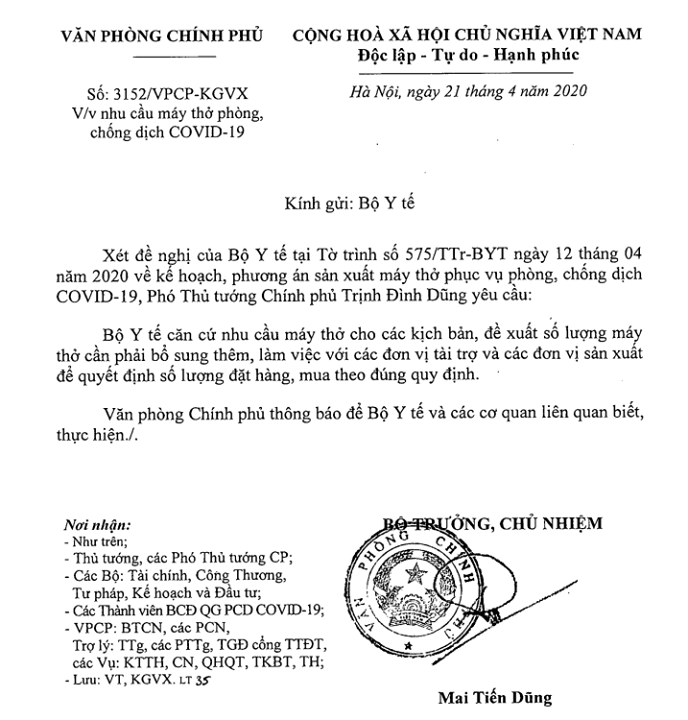 VĂN PHÒNG CHÍNH PHỦ
CỘNG HOÀ XÃ HỘI CHỦ NGHĨA VIỆT NAM
Độc lập - Tự do - Hạnh phúc
Số: 3152/VPCP-KGVX
V/v nhu cầu máy thở phòng,
chống dịch COVID-19
Hà Nội, ngày 21 tháng 4 năm 2020
Kính gửi: Bộ Y tế
Xét đề nghị của Bộ Y tế tại Tờ trình số 575/TTr-BYT ngày 12 tháng 04
năm 2020 về kế hoạch, phương án sản xuất máy thở phục vụ phòng, chống dịch
COVID-19, Phó Thủ tướng Chính phủ Trịnh Đình Dũng yêu cầu:
Bộ Y tế căn cứ nhu cầu máy thở cho các kịch bản, đề xuất số lượng máy
thở cần phải bổ sung thêm, làm việc với các đơn vị tài trợ và các đơn vị sản xuất
để quyết định số lượng đặt hàng, mua theo đúng quy định.
Văn phòng Chính phủ thông báo để Bộ Y tế và các cơ quan liên quan biết,
thực hiện./.
Nơi nhận:
- Như trên;
- Thủ tướng, các Phó Thủ tướng CP;
- Các Bộ: Tài chính, Công Thương,
Tư pháp, Kế hoạch và Đầu tư;
- Các Thành viên BCĐ QG PCD COVID-19;
- VPCP: BTCN, các PCN,
Trợ lý: TTg, các PTTg, TGĐ cổng TTĐT,
các Vụ: KTTH, CN, QHQT, TKBT, TH;
- Lưu: VT, KGVX. LT 35
BỘ TRƯỞNG, CHỦ NHIỆM
VĂN PHÒNG CHÍNH PHỦ
Mai Tiến Dũng